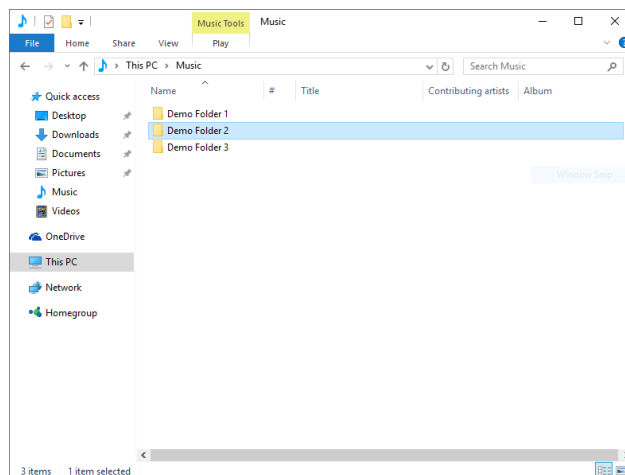 Music Tools Music
File Home Share View Play
This PC > Music Search Music
Name # Title Contributing artists Album
Quick access
Desktop
Downloads
Documents
Pictures
Music
Videos
OneDrive
This PC
Network
Homegroup
Demo Folder 1
Demo Folder 2
Demo Folder 3
Window Snip
3 items 1 item selected